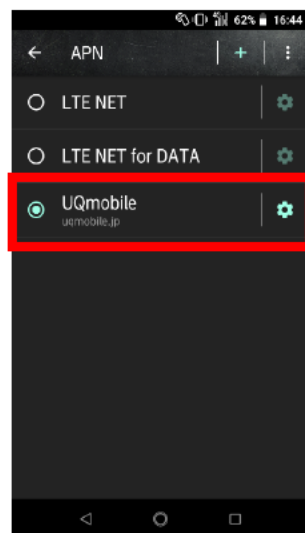 62% 16:44
APN
LTE NET
LTE NET for DATA
UQmobile
uqmobile.jp